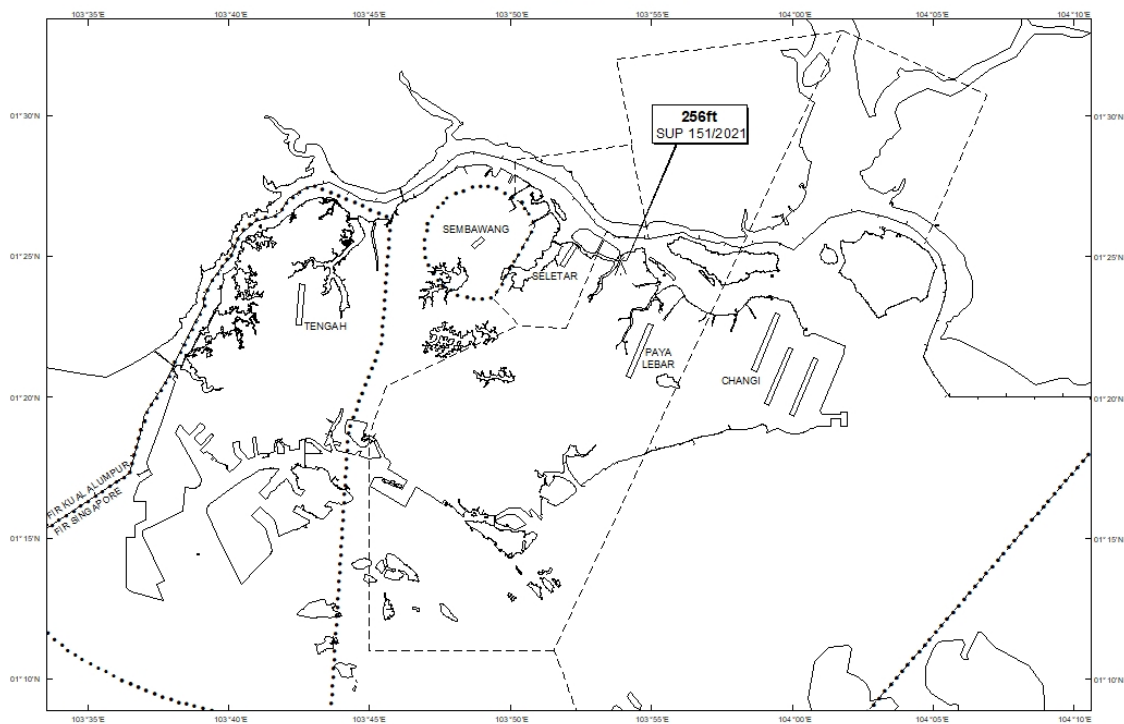 103°35'E 103°40'E 103°45'E 103°50'E 103°55'E 104°00'E 104°05'E 104°10'E
01°30'N 01°30'N
256ft
SUP 151/2021
SEMBAWANG
01°25'N 01°25'N
SELETAR
TENGAH
PAYA
LEBAR
CHANGI
01°20'N 01°20'N
FIR KUALALUMPUR
FIR SINGAPORE
01°15'N 01°15'N
01°10'N 01°10'N
103°35'E 103°40'E 103°45'E 103°50'E 103°55'E 104°00'E 104°05'E 104°10'E